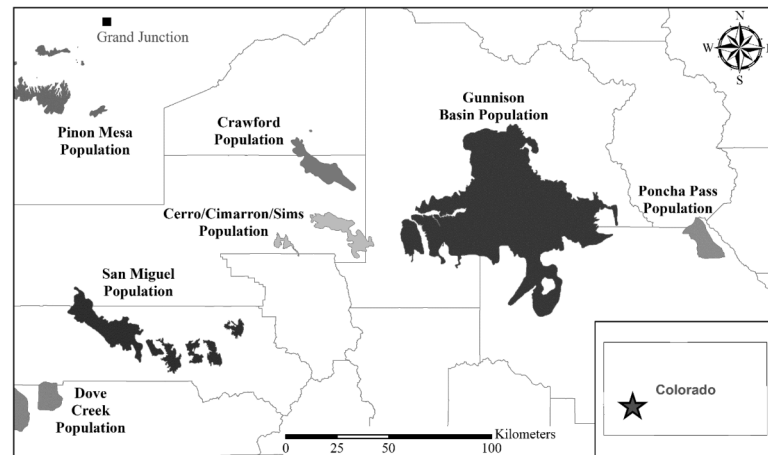 N
W
S
Grand Junction
Gunnison
Basin Population
Crawford
Population
Pinon Mesa
Population
Poncha Pass
Population
Cerro/Cimarron/Sims
Population
San Miguel
Population
Dove
Creek
Population
Colorado
Kilometers
0 25 50 100